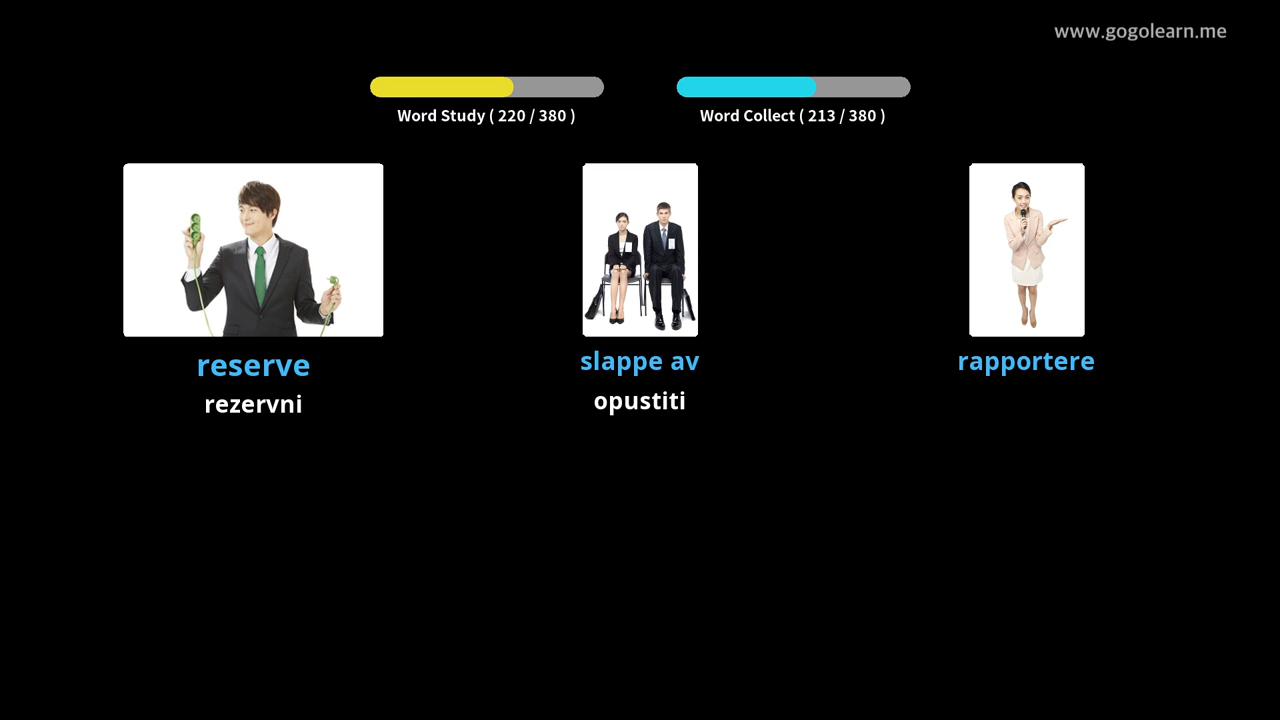 www.gogolearn.me
Word Study ( 220 / 380 )
Word Collect ( 213 / 380 )
reserve
rezervni
slappe av
opustiti
rapportere